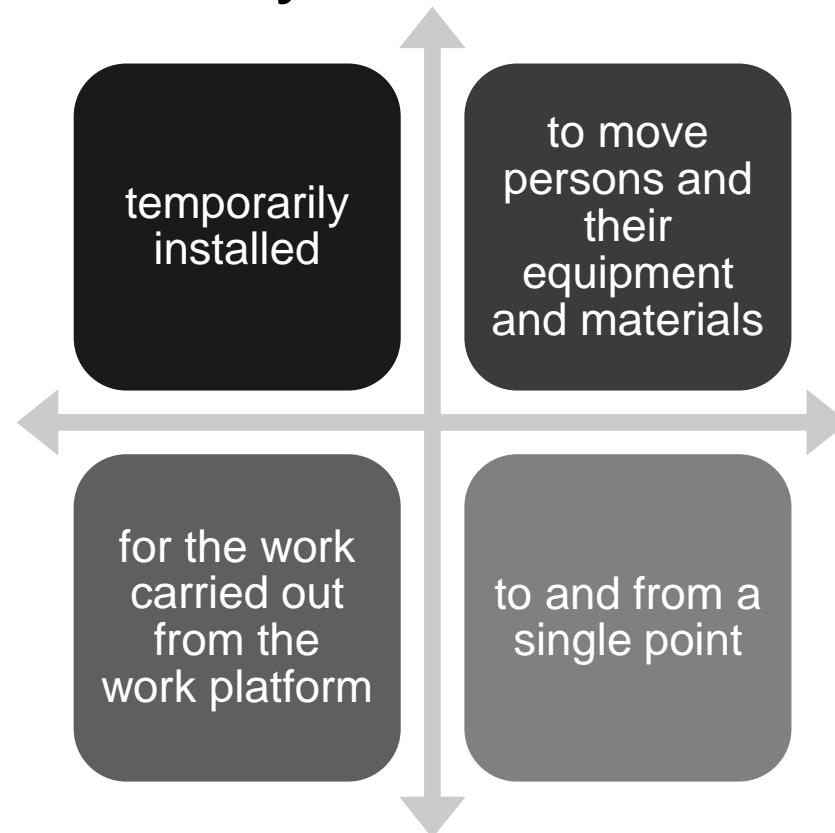 temporarily
installed
to move
persons and
their
equipment
and materials
for the work
carried out
from the
work platform
to and from a
single point